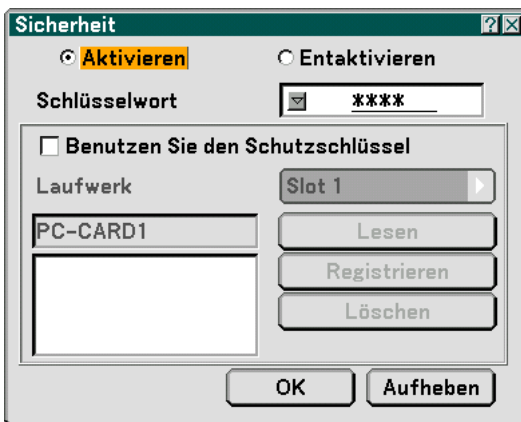 Sicherheit
Aktivieren Entaktivieren
Schlüsselwort ****
Benutzen Sie den Schutzschlüssel
Laufwerk Slot 1
PC-CARD1 Lesen
Registrieren
Löschen
OK Aufheben